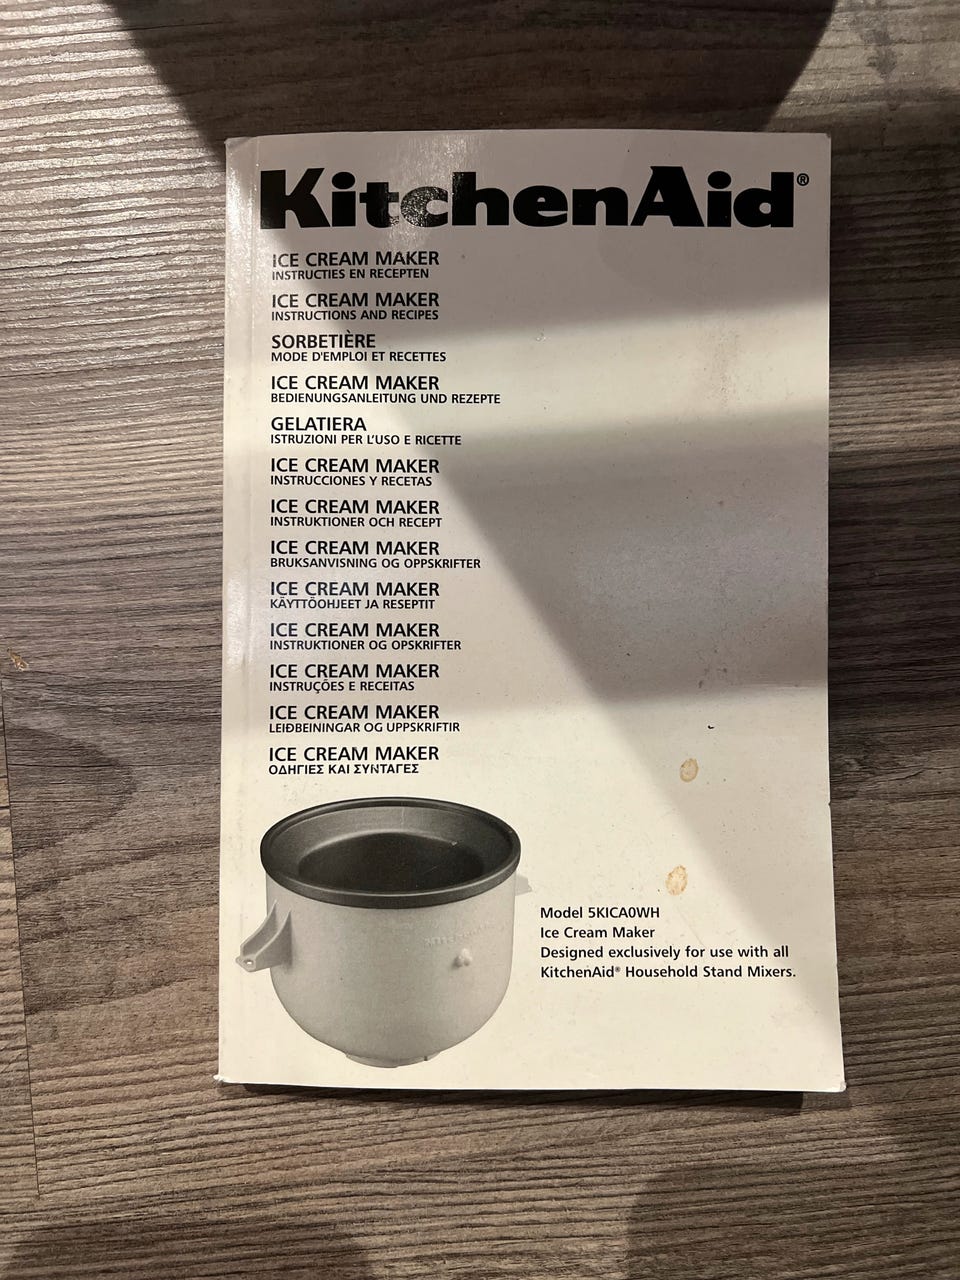 KitchenAid®
ICE CREAM MAKER
INSTRUCTIES EN RECEPTEN
ICE CREAM MAKER
INSTRUCTIONS AND RECIPES
SORBETIÈRE
MODE D'EMPLOI ET RECETTES
ICE CREAM MAKER
BEDIENUNGSANLEITUNG UND REZEPTE
GELATIERA
ISTRUZIONI PER L'USO E RICETTE
ICE CREAM MAKER
INSTRUCCIONES Y RECETAS
ICE CREAM MAKER
INSTRUKTIONER OCH RECEPT
ICE CREAM MAKER
BRUKSANVISNING OG OPPSKRIFTER
ICE CREAM MAKER
KÄYTTÖOHJEET JA RESEPTIT
ICE CREAM MAKER
INSTRUKTIONER OG OPSKRIFTER
ICE CREAM MAKER
INSTRUÇÕES E RECEITAS
ICE CREAM MAKER
LEIÐBEININGAR OG UPPSKRIFTIR
ICE CREAM MAKER
ΟΔΗΓΙΕΣ ΚΑΙ ΣΥΝΤΑΓΕΣ
Model 5KICA0WH
Ice Cream Maker
Designed exclusively for use with all
KitchenAid® Household Stand Mixers.